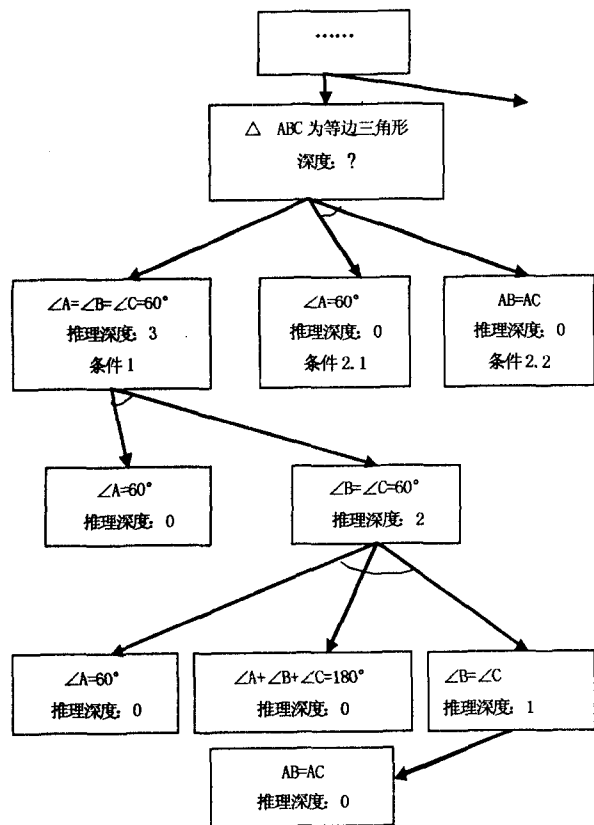 ……
△ ABC 为等边三角形
深度：?
∠A=∠B=∠C=60°
推理深度：3
条件 1
∠A=60°
推理深度：0
条件 2.1
AB=AC
推理深度：0
条件 2.2
∠A=60°
推理深度：0
∠B=∠C=60°
推理深度：2
∠A=60°
推理深度：0
∠A+∠B+∠C=180°
推理深度：0
∠B=∠C
推理深度：1
AB=AC
推理深度：0